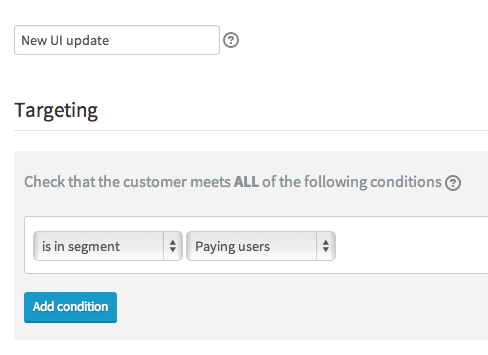 New UI update
Targeting
Check that the customer meets ALL of the following conditions
is in segment Paying users
Add condition